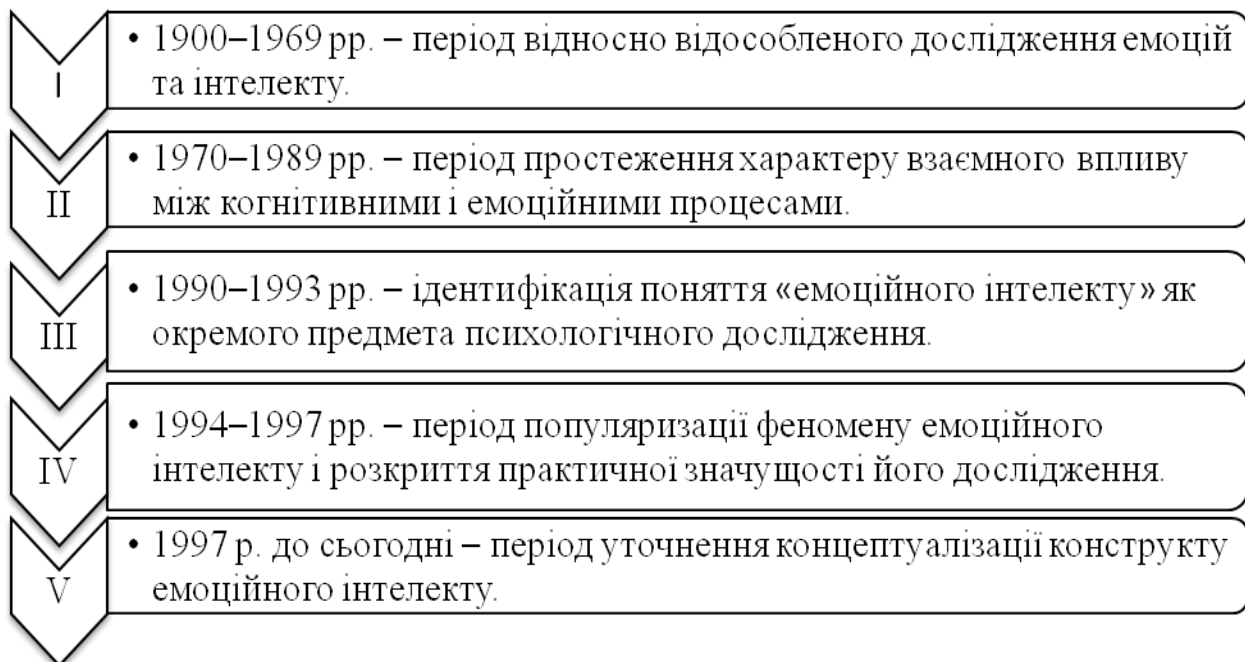 I
• 1900–1969 рр. – період відносно відособленого дослідження емоцій
та інтелекту.
II
• 1970–1989 рр. – період простеження характеру взаємного впливу
між когнітивними і емоційними процесами.
III
• 1990–1993 рр. – ідентифікація поняття «емоційного інтелекту» як
окремого предмета психологічного дослідження.
IV
• 1994–1997 рр. – період популяризації феномену емоційного
інтелекту і розкриття практичної значущості його дослідження.
V
• 1997 р. до сьогодні – період уточнення концептуалізації конструкту
емоційного інтелекту.